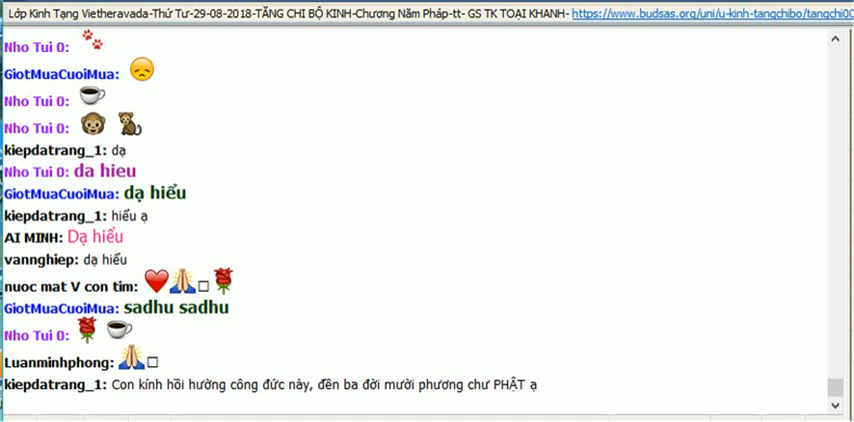 Lớp Kinh Tạng Vietheravada-Thứ Tư-29-08-2018-TĂNG CHI BỘ KINH-Chương Năm Pháp-tt- GS TK TOẠI KHANH- https://www.budsas.org/uni/u-kinh-tangchibo/tangchi00
Nho Tui 0:
GiotMuaCuoiMua:
Nho Tui 0:
Nho Tui 0:
kiepdatrang_1: dạ
Nho Tui 0: da hieu
GiotMuaCuoiMua: dạ hiểu
kiepdatrang_1: hiểu ạ
AI MINH: Dạ hiểu
vannghiep: dạ hiểu
nuoc mat V con tim:
GiotMuaCuoiMua: sadhu sadhu
Nho Tui 0:
Luanminhphong:
kiepdatrang_1: Con kính hồi hường công đức này, đền ba đời mười phương chư PHẬT ạ